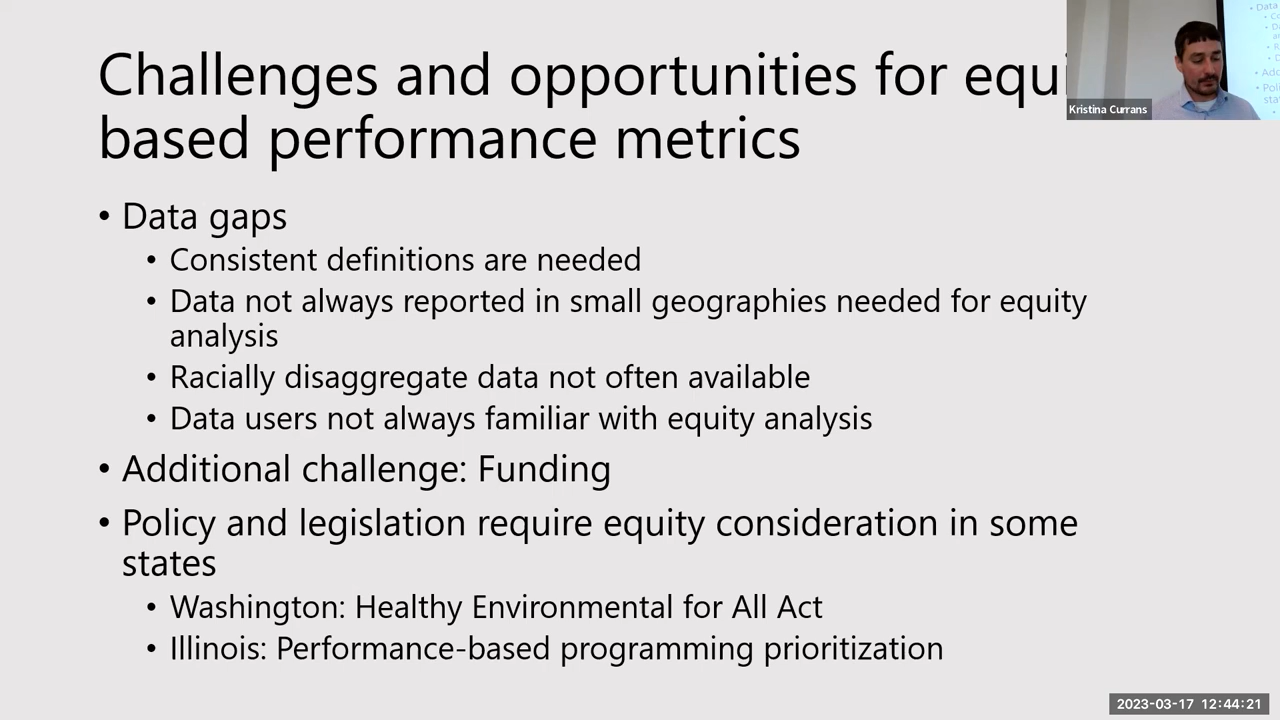 Challenges and opportunities for equi
based performance metrics
• Data gaps
• Consistent definitions are needed
• Data not always reported in small geographies needed for equity
analysis
• Racially disaggregate data not often available
• Data users not always familiar with equity analysis
• Additional challenge: Funding
• Policy and legislation require equity consideration in some
states
• Washington: Healthy Environmental for All Act
• Illinois: Performance-based programming prioritization
Kristina Currans
2023-03-17 12:44:21